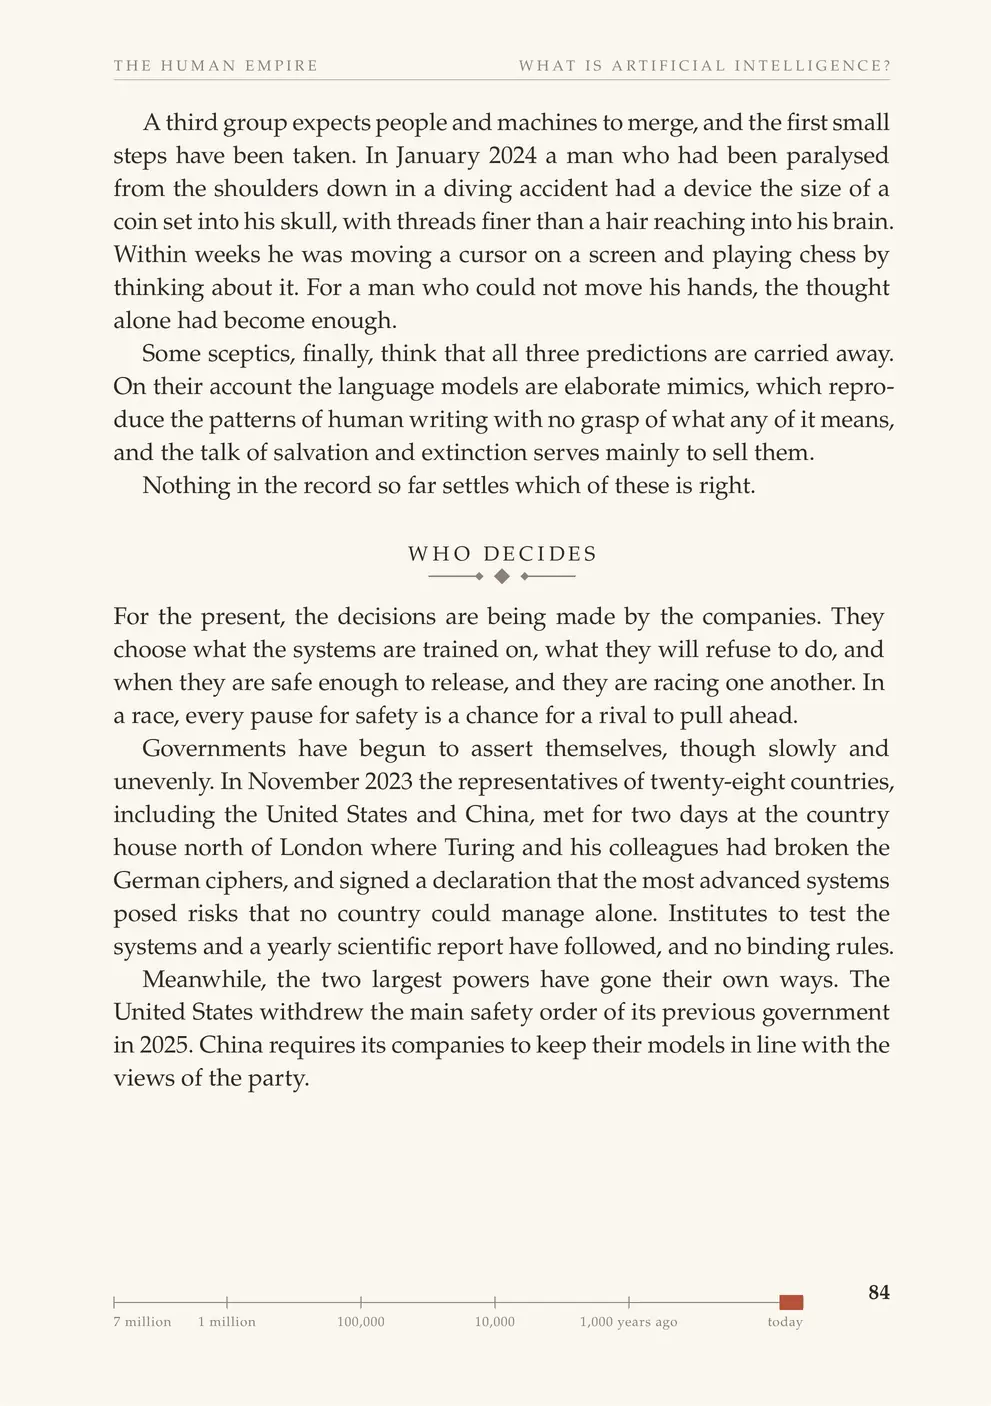 THE HUMAN EMPIRE
WHAT IS ARTIFICIAL INTELLIGENCE?
A third group expects people and machines to merge, and the first small
steps have been taken. In January 2024 a man who had been paralysed
from the shoulders down in a diving accident had a device the size of a
coin set into his skull, with threads finer than a hair reaching into his brain.
Within weeks he was moving a cursor on a screen and playing chess by
thinking about it. For a man who could not move his hands, the thought
alone had become enough.
Some sceptics, finally, think that all three predictions are carried away.
On their account the language models are elaborate mimics, which repro-
duce the patterns of human writing with no grasp of what any of it means,
and the talk of salvation and extinction serves mainly to sell them.
Nothing in the record so far settles which of these is right.
WHO DECIDES
For the present, the decisions are being made by the companies. They
choose what the systems are trained on, what they will refuse to do, and
when they are safe enough to release, and they are racing one another. In
a race, every pause for safety is a chance for a rival to pull ahead.
Governments have begun to assert themselves, though slowly and
unevenly. In November 2023 the representatives of twenty-eight countries,
including the United States and China, met for two days at the country
house north of London where Turing and his colleagues had broken the
German ciphers, and signed a declaration that the most advanced systems
posed risks that no country could manage alone. Institutes to test the
systems and a yearly scientific report have followed, and no binding rules.
Meanwhile, the two largest powers have gone their own ways. The
United States withdrew the main safety order of its previous government
in 2025. China requires its companies to keep their models in line with the
views of the party.
84
7 million
1 million
100,000
10,000
1,000 years ago
today